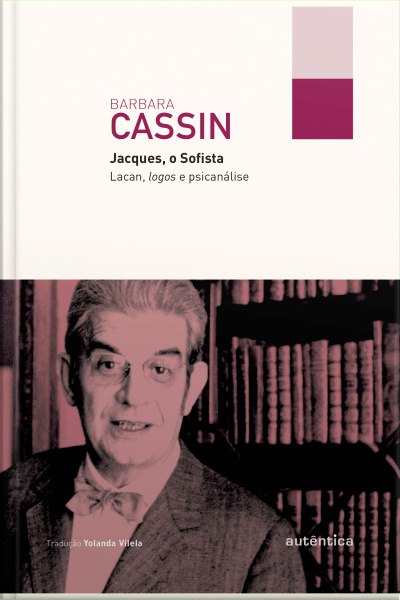 BARBARA
CASSIN
Jacques, o Sofista
Lacan, logos e psicanálise
Tradução Yolanda Vilela
autêntica